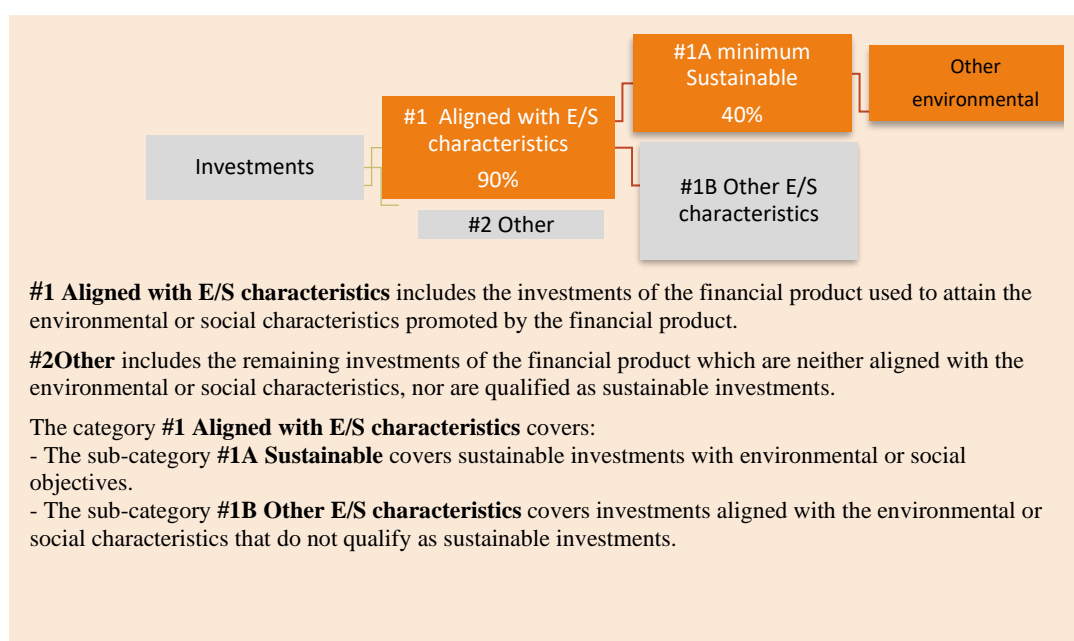 #1A minimum
Sustainable
40%
Other
environmental
#1 Aligned with E/S
characteristics
90%
Investments
#1B Other E/S
characteristics
#2 Other
#1 Aligned with E/S characteristics includes the investments of the financial product used to attain the
environmental or social characteristics promoted by the financial product.
#2Other includes the remaining investments of the financial product which are neither aligned with the
environmental or social characteristics, nor are qualified as sustainable investments.
The category #1 Aligned with E/S characteristics covers:
- The sub-category #1A Sustainable covers sustainable investments with environmental or social
objectives.
- The sub-category #1B Other E/S characteristics covers investments aligned with the environmental or
social characteristics that do not qualify as sustainable investments.